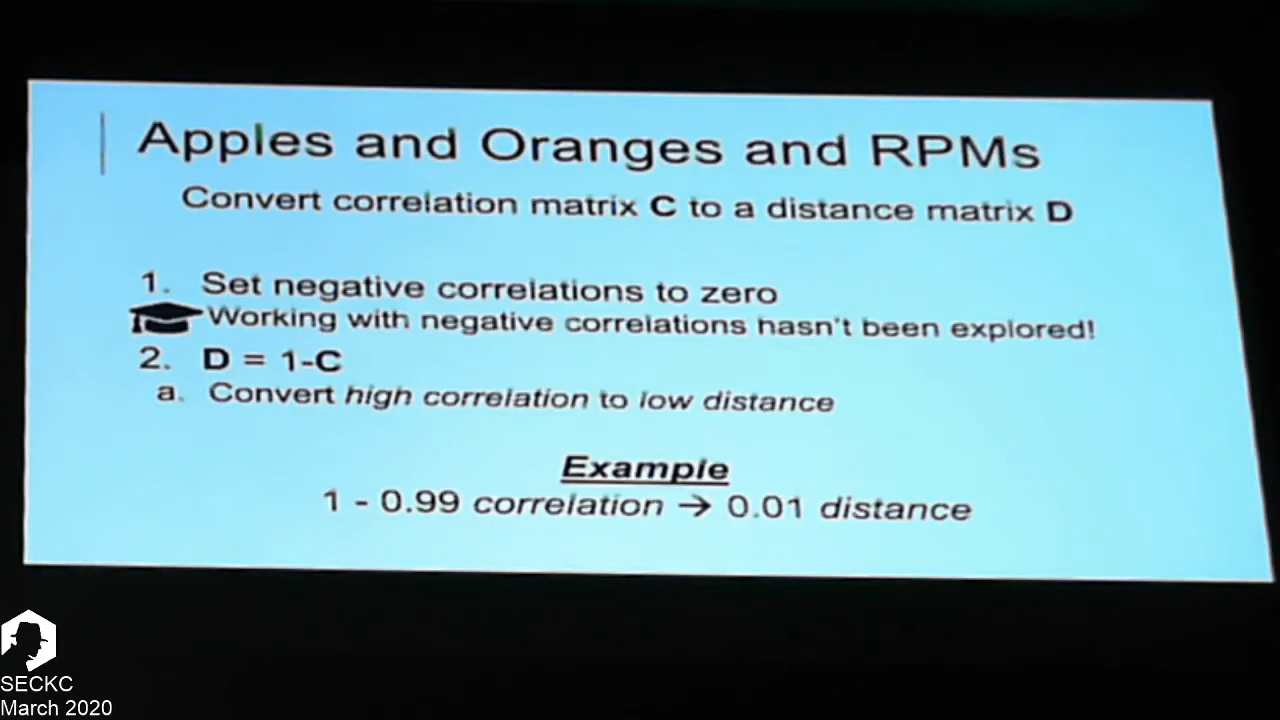 Apples and Oranges and RPMs
Convert correlation matrix C to a distance matrix D
1. Set negative correlations to zero
Working with negative correlations hasn't been explored!
2. D = 1-C
a. Convert high correlation to low distance
Example
1 - 0.99 correlation → 0.01 distance
SECKC
March 2020